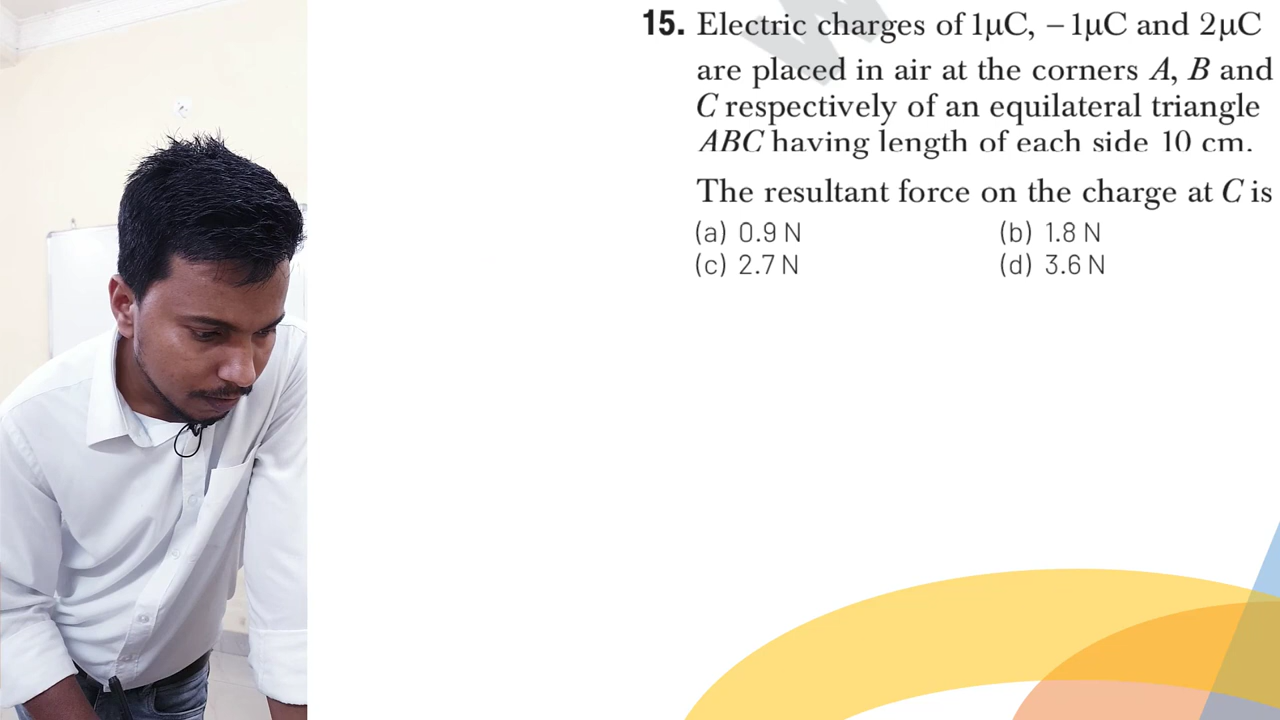 15. Electric charges of 1μC, −1μC and 2μC
are placed in air at the corners A, B and
C respectively of an equilateral triangle
ABC having length of each side 10 cm.
The resultant force on the charge at C is
(a) 0.9 N (b) 1.8 N
(c) 2.7 N (d) 3.6 N